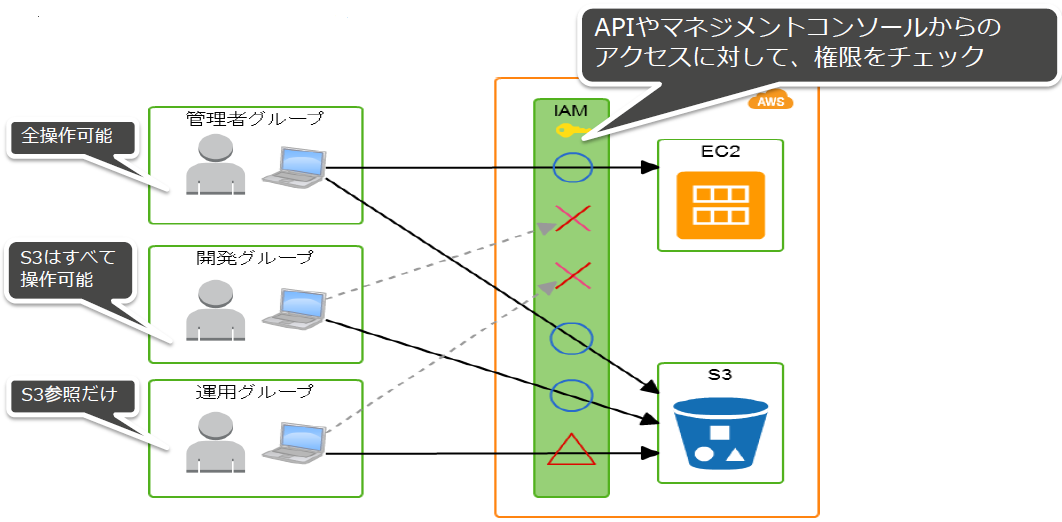 APIやマネジメントコンソールからの
アクセスに対して、権限をチェック
AWS
IAM
管理者グループ
全操作可能
EC2
開発グループ
S3はすべて
操作可能
運用グループ
S3参照だけ
S3